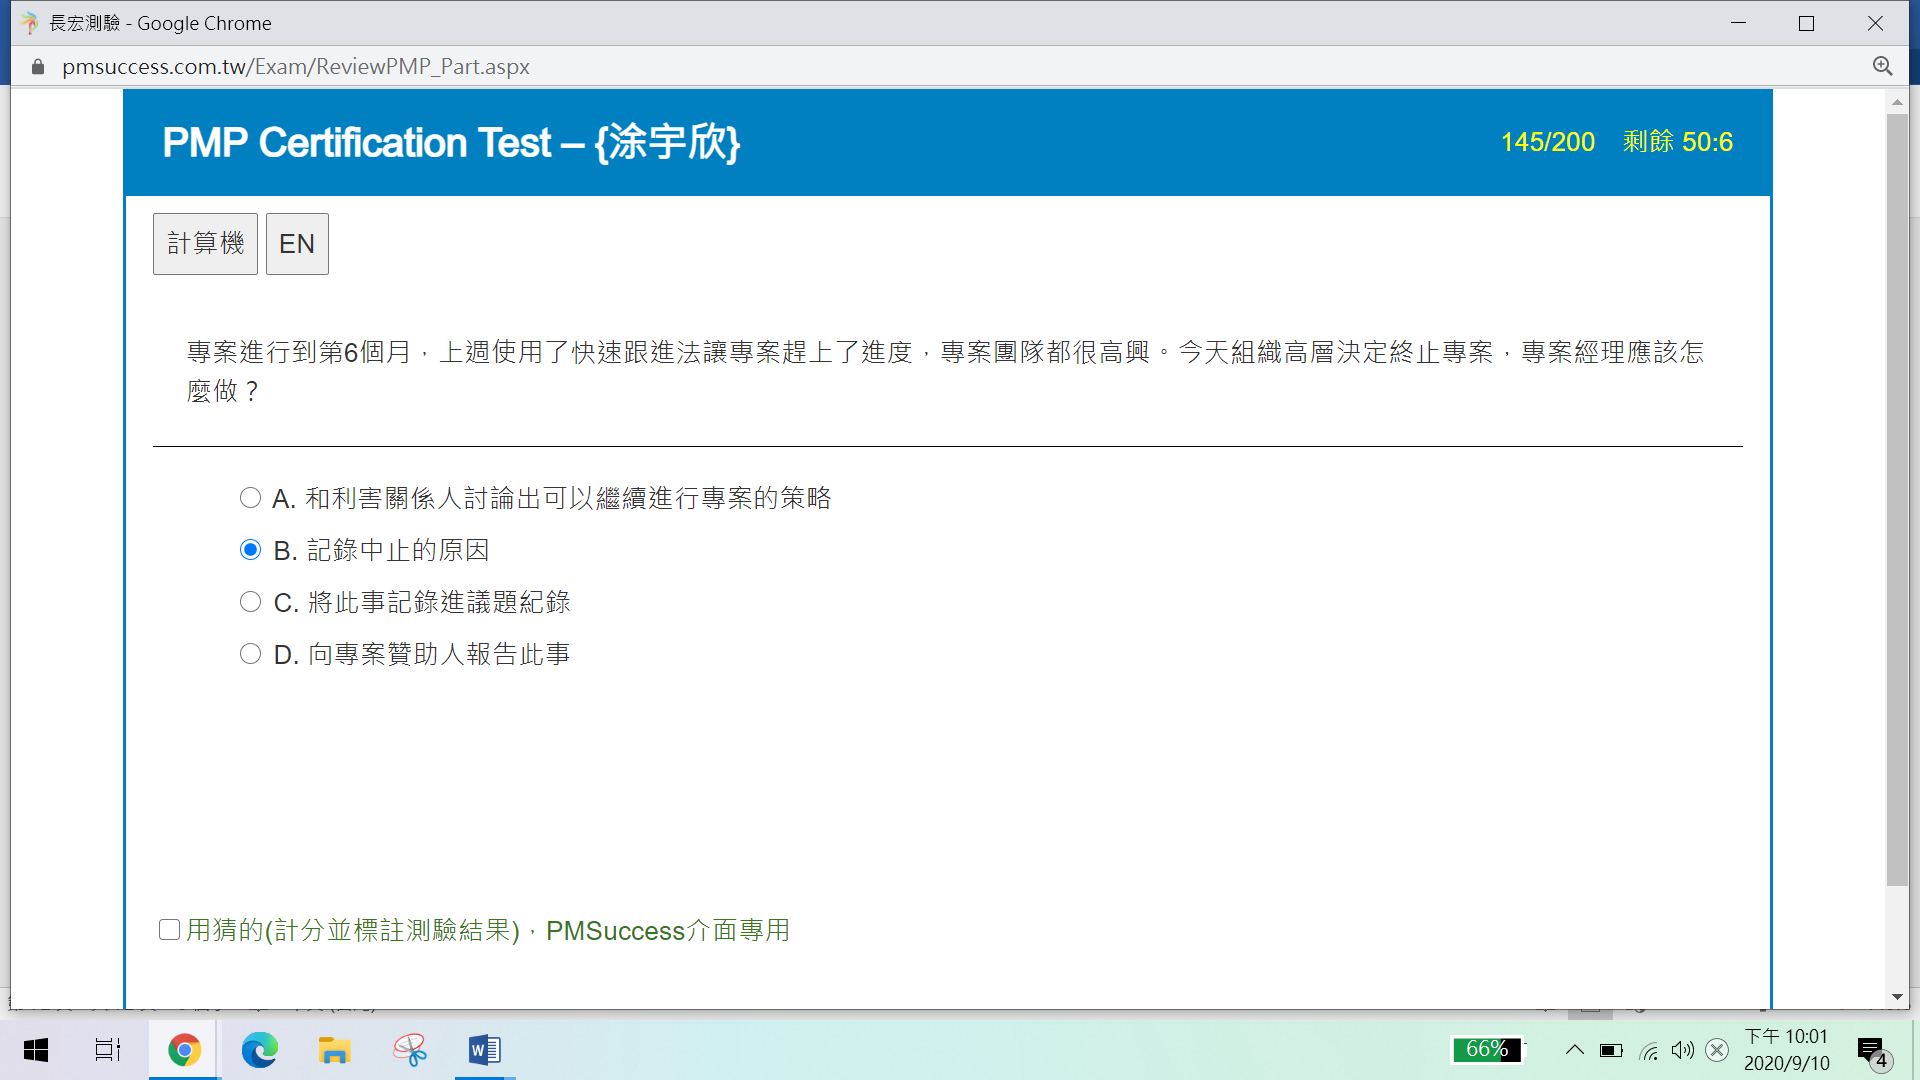 長宏測驗 - Google Chrome
pmsuccess.com.tw/Exam/ReviewPMP_Part.aspx
PMP Certification Test – {涂宇欣}
145/200 剩餘 50:6
計算機 EN
專案進行到第6個月，上週使用了快速跟進法讓專案趕上了進度，專案團隊都很高興。今天組織高層決定終止專案，專案經理應該怎
麼做？
A. 和利害關係人討論出可以繼續進行專案的策略
B. 記錄中止的原因
C. 將此事記錄進議題紀錄
D. 向專案贊助人報告此事
用猜的(計分並標註測驗結果)，PMSuccess介面專用
66%
下午 10:01
2020/9/10
4